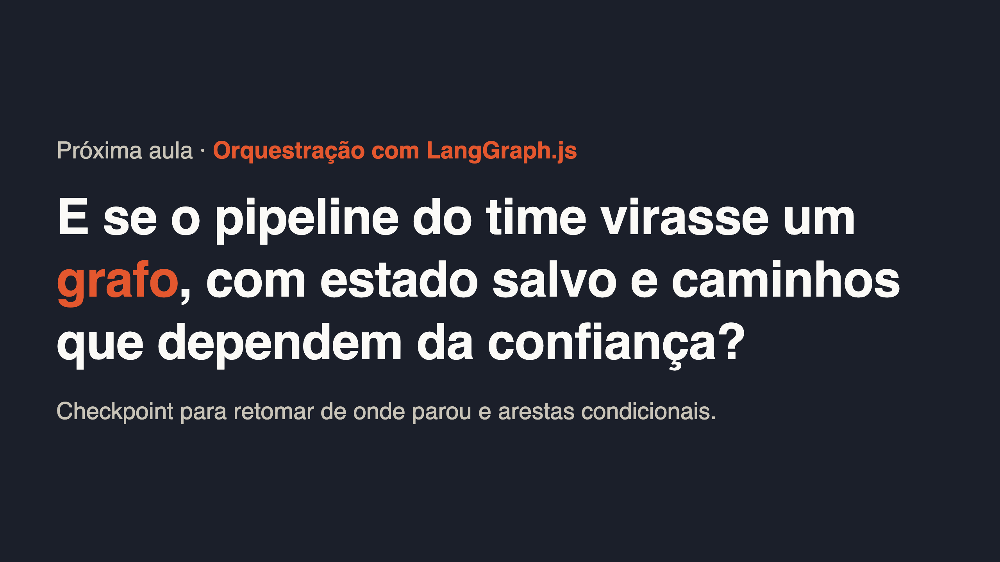 Próxima aula · Orquestração com LangGraph.js
E se o pipeline do time virasse um
grafo, com estado salvo e caminhos
que dependem da confiança?
Checkpoint para retomar de onde parou e arestas condicionais.